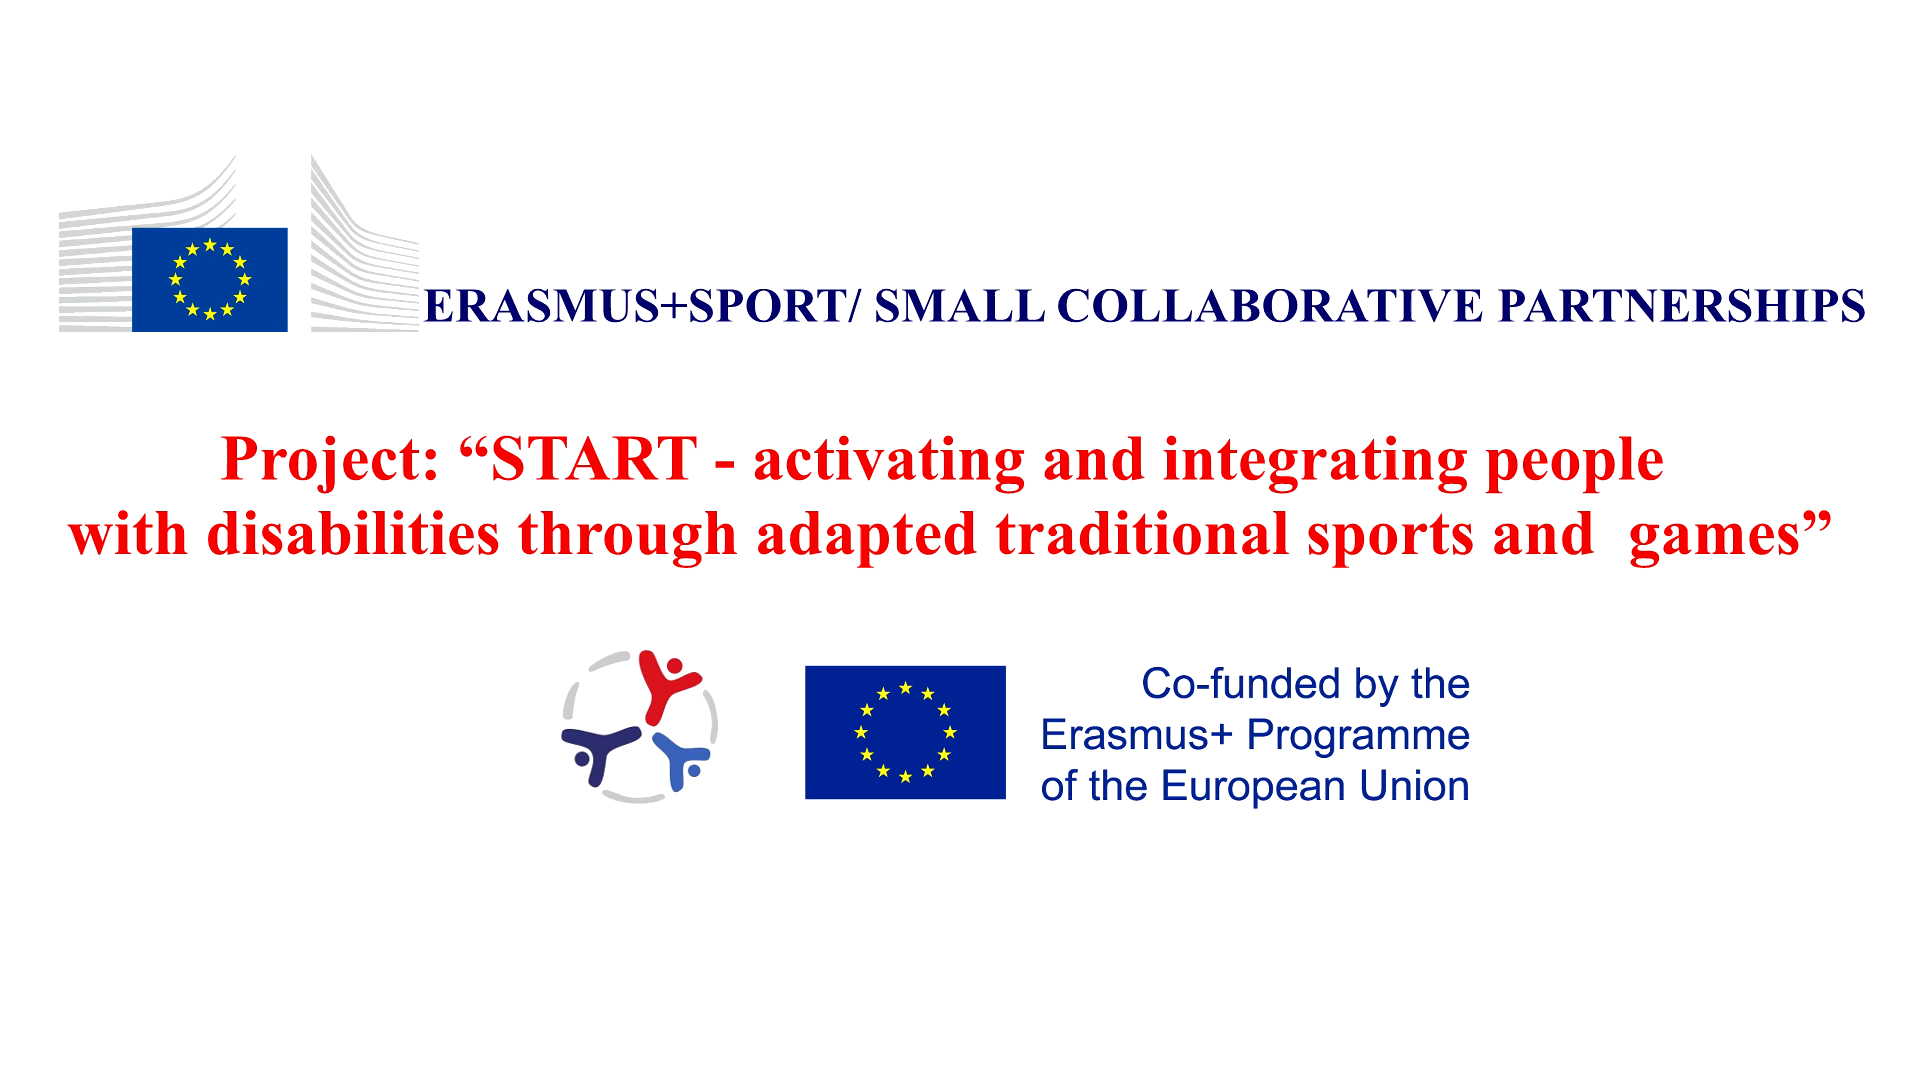 ERASMUS+SPORT/ SMALL COLLABORATIVE PARTNERSHIPS
Project: “START - activating and integrating people
with disabilities through adapted traditional sports and  games”
Co-funded by the
Erasmus+ Programme
of the European Union